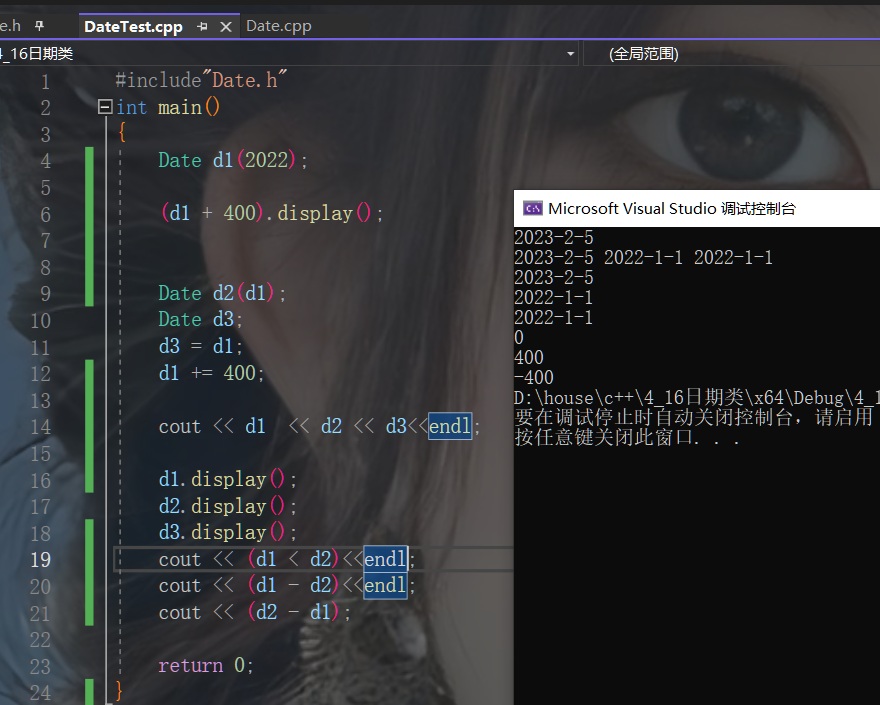 e.h
DateTest.cpp
Date.cpp
4_16日期类
(全局范围)
1 #include"Date.h"
2 int main()
3 {
4 Date d1(2022);
5
6 (d1 + 400).display();
7
8
9 Date d2(d1);
10 Date d3;
11 d3 = d1;
12 d1 += 400;
13
14 cout << d1  << d2 << d3<<endl;
15
16 d1.display();
17 d2.display();
18 d3.display();
19 cout << (d1 < d2)<<endl;
20 cout << (d1 - d2)<<endl;
21 cout << (d2 - d1);
22
23 return 0;
24 }
Microsoft Visual Studio 调试控制台
2023-2-5
2023-2-5 2022-1-1 2022-1-1
2023-2-5
2022-1-1
2022-1-1
0
400
-400
D:\house\c++\4_16日期类\x64\Debug\4_1
要在调试停止时自动关闭控制台，请启用
按任意键关闭此窗口. . .